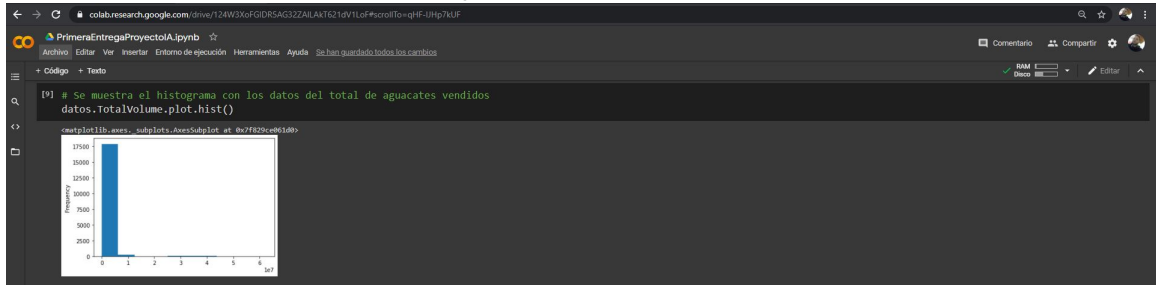 colab.research.google.com/drive/124W3XoFGIDRSAG32ZAILAkT621dV1LoF#scrollTo=qHF-IJHp7kUF
PrimeraEntregaProyectoIA.ipynb
Comentario Compartir
Archivo Editar Ver Insertar Entorno de ejecución Herramientas Ayuda Se han guardado todos los cambios
+ Código + Texto
RAM
Disco
Editar
[9] # Se muestra el histograma con los datos del total de aguacates vendidos
datos.TotalVolume.plot.hist()
<matplotlib.axes._subplots.AxesSubplot at 0x7f829ce061d0>
17500
15000
12500
10000
7500
5000
2500
0
Frequency
0 1 2 3 4 5 6
1e7